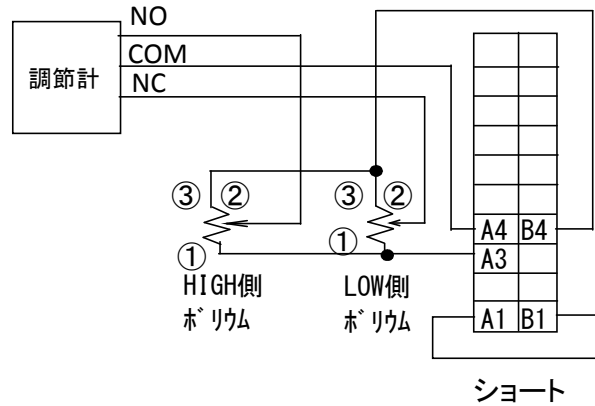 NO
COM
調節計
NC
③ ② ③ ②
A4 B4
① ①
A3
HIGH側 LOW側
ﾎﾞﾘｳﾑ ﾎﾞﾘｳﾑ
A1 B1
ショート